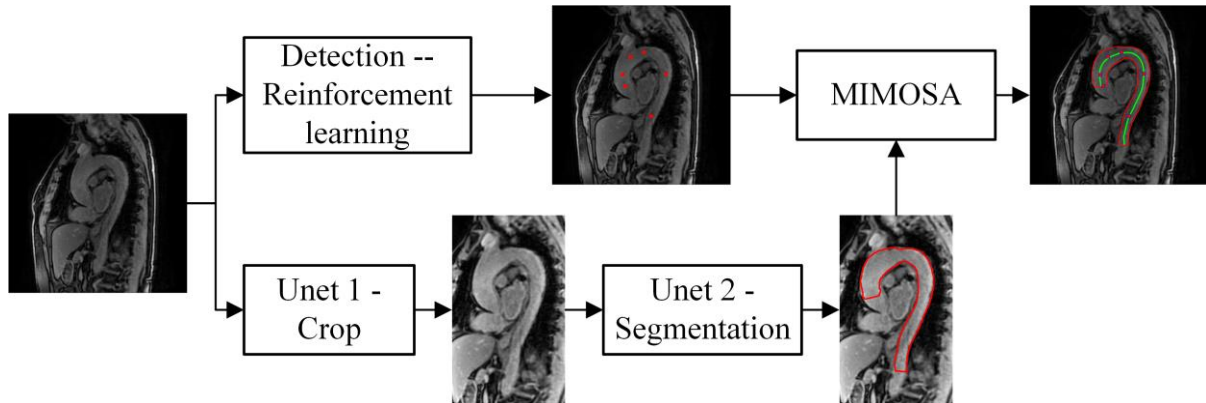 Detection --
Reinforcement
learning
MIMOSA
Unet 1 -
Crop
Unet 2 -
Segmentation